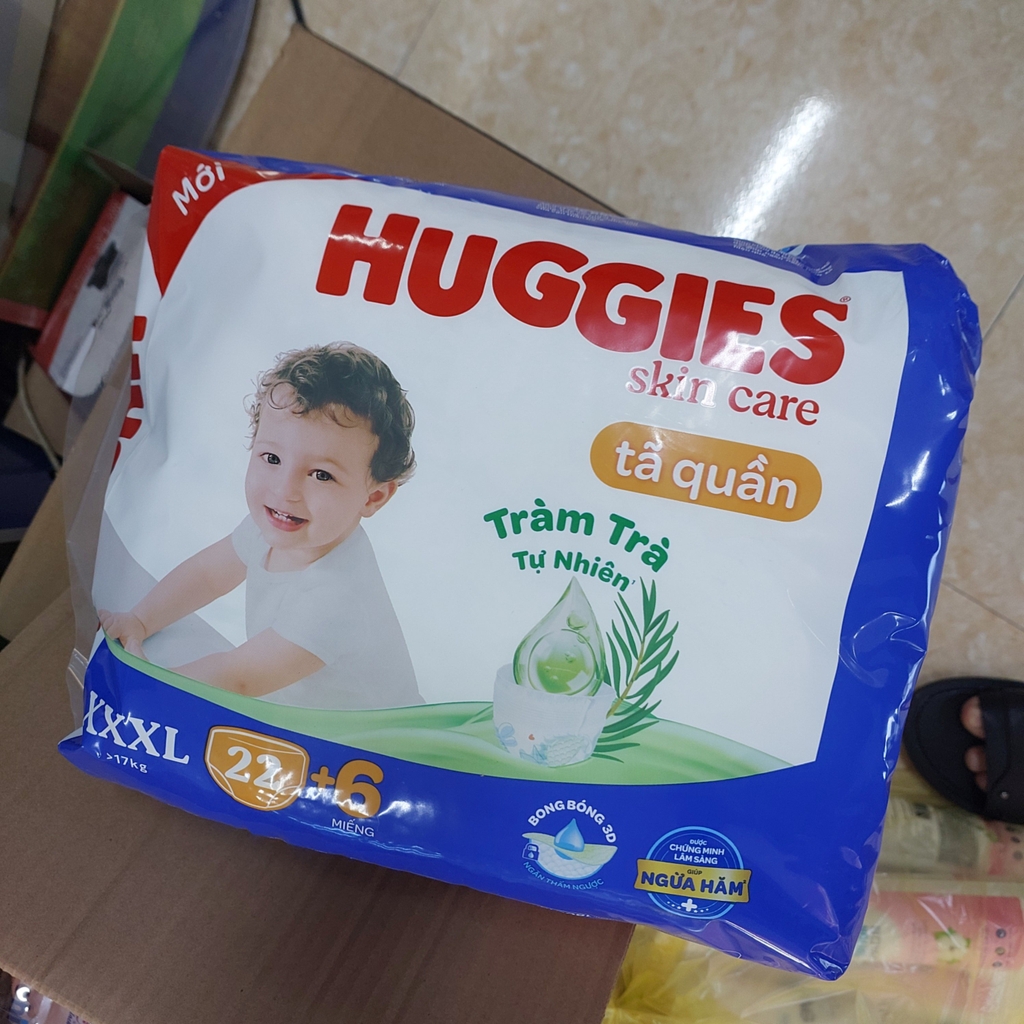 Mới
HUGGIES®
skin care
tã quần
Tràm Trà
Tự Nhiên
XXXL
>17kg
22
+6
MIẾNG
BONG BÓNG 3D
NGĂN THẤM NGƯỢC
ĐƯỢC
CHỨNG MINH
LÂM SÀNG
GIÚP
NGỪA HĂM